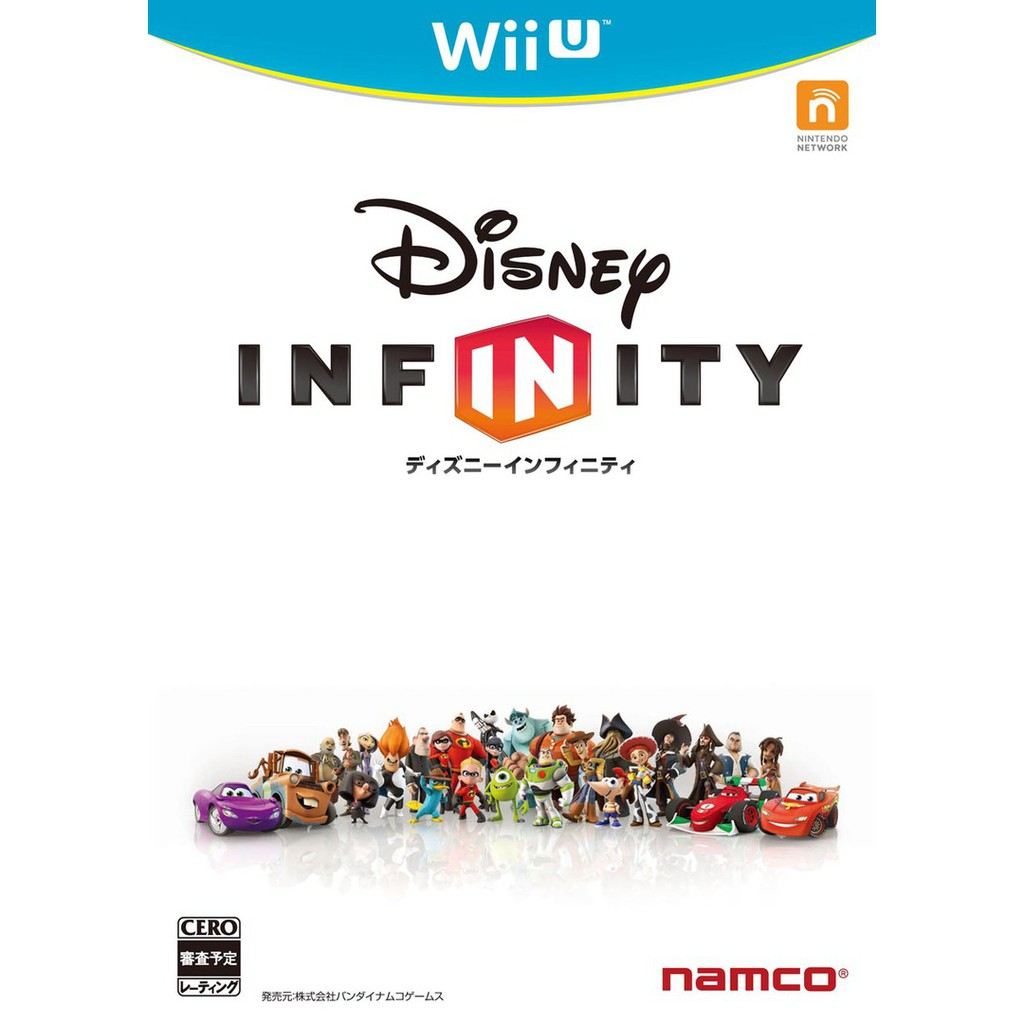 Wii U™
NINTENDO
NETWORK
Disney
INFINITY
ディズニーインフィニティ
CERO
審査予定
レーティング
発売元:株式会社バンダイナムコゲームス
namco®